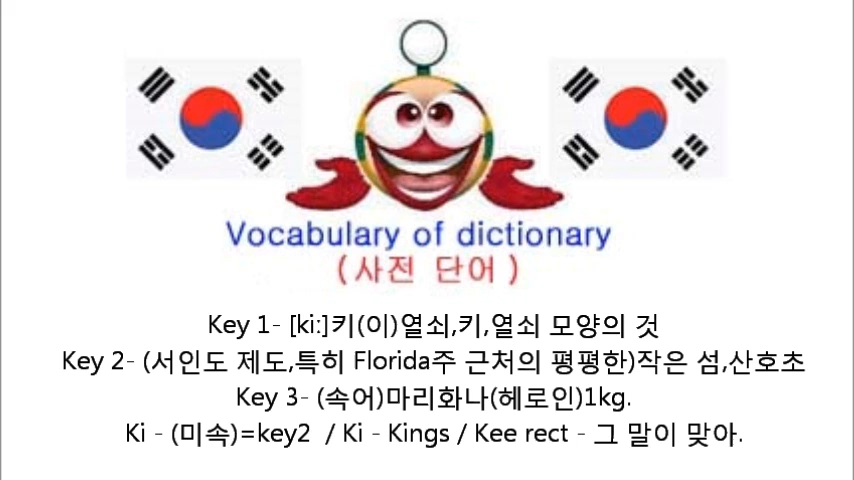 Vocabulary of dictionary
(사전 단어)
Key 1- [ki:]키(이)열쇠,키,열쇠 모양의 것
Key 2- (서인도 제도,특히 Florida주 근처의 평평한)작은 섬,산호초
Key 3- (속어)마리화나(헤로인)1kg.
Ki - (미속)=key2 / Ki - Kings / Kee rect - 그 말이 맞아.